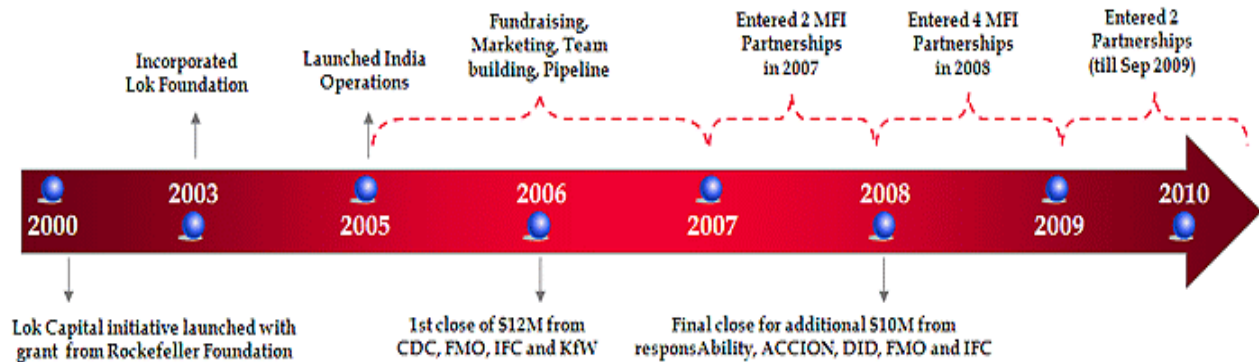 Incorporated
Lok Foundation
Launched India
Operations
Fundraising,
Marketing, Team
building, Pipeline
Entered 2 MFI
Partnerships
in 2007
Entered 4 MFI
Partnerships
in 2008
Entered 2
Partnerships
(till Sep 2009)
2000
2003
2005
2006
2007
2008
2009
2010
Lok Capital initiative launched with
grant from Rockefeller Foundation
1st close of $12M from
CDC, FMO, IFC and KfW
Final close for additional $10M from
responsAbility, ACCION, DID, FMO and IFC